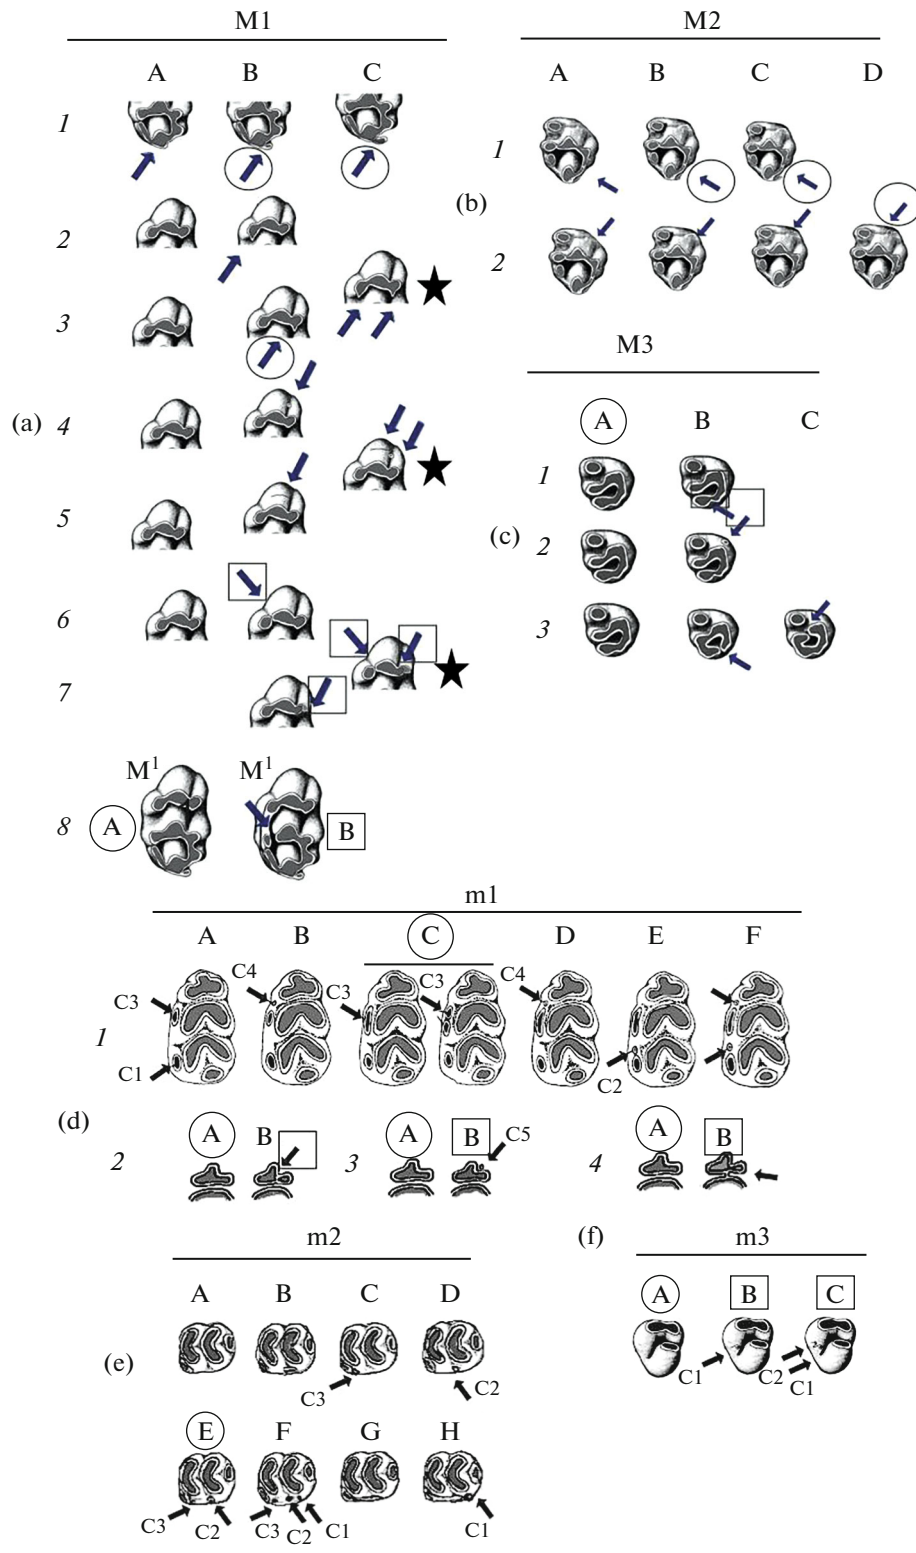 M1
A B C
1
2
3
(a) 4
5
6
7
M¹ M¹
8 A B
M2
A B C D
1
(b)
2
M3
A B C
1
(c) 2
3
m1
A B C D E F
C3 C4 C3 C3 C4
1
C1 C2
(d)
2 A B 3 A B C5 4 A B
m2
A B C D
(e)
C3 C2
E F G H
C3 C2 C3 C2 C1 C1
(f)
m3
A B C
C1 C2 C1